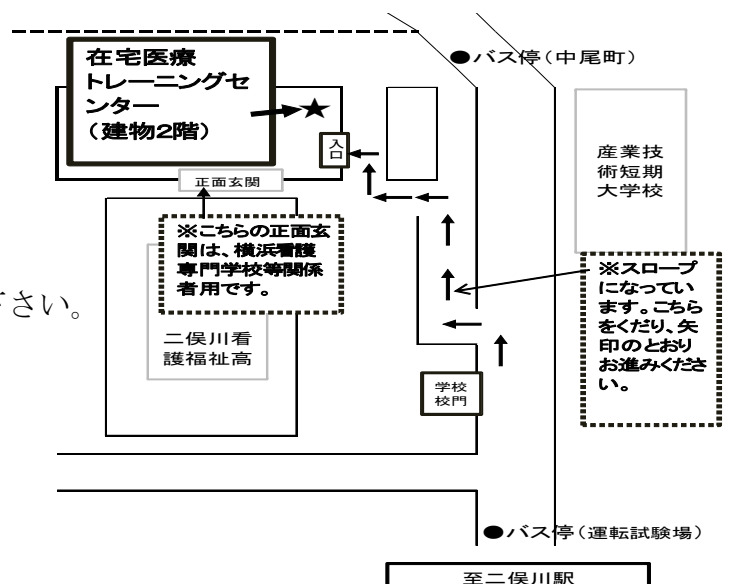 在宅医療
トレーニングセ
ンター
(建物2階)
●バス停(中尾町)
入口
正面玄関
産業技
術短期
大学校
※こちらの正面玄
関は、横浜看護
専門学校等関係
者用です。
※スロープ
になってい
ます。こちら
をくだり、矢
印のとおり
お進みくださ
い。
下さい。
二俣川看
護福祉高
学校
校門
●バス停(運転試験場)
至二俣川駅